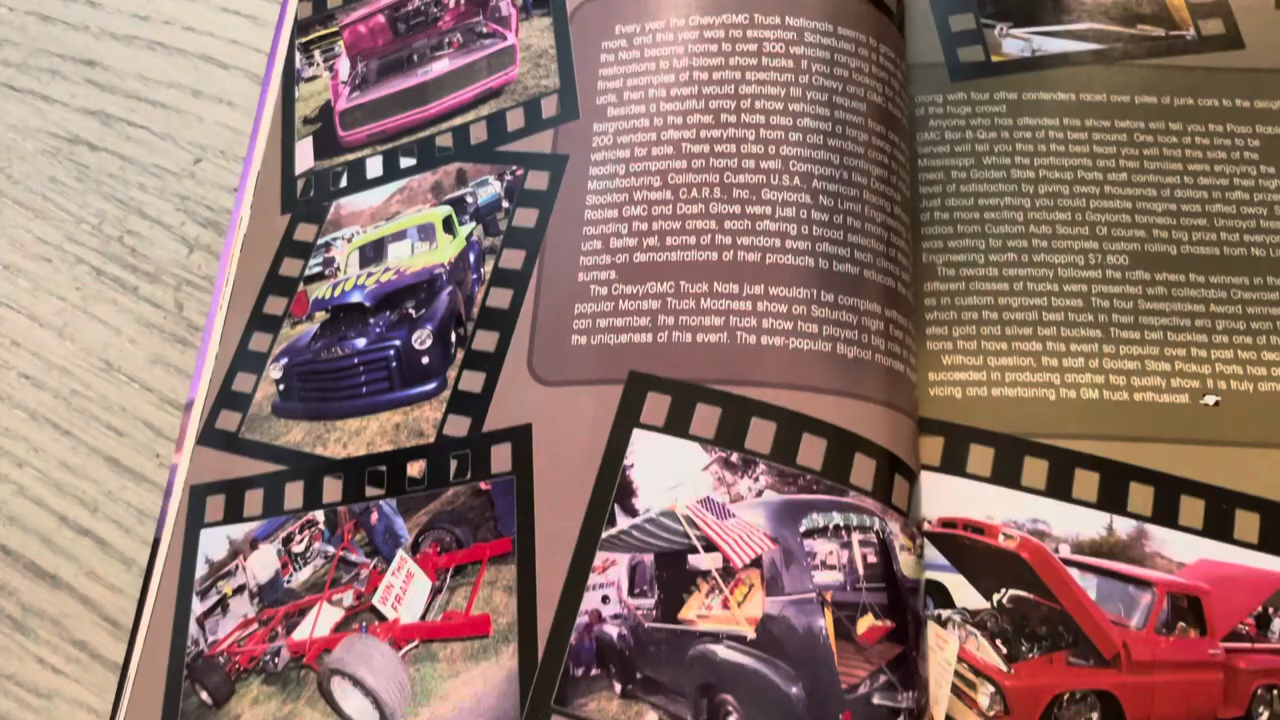 Every year the Chevy/GMC Truck Nationals seems to grow
more, and this year was no exception. Scheduled as a three
the Nats became home to over 300 vehicles ranging from
restorations to full-blown show trucks. If you are looking for
finest examples of the entire spectrum of Chevy and GMC
ucts, then this event would definitely fill your request.
Besides a beautiful array of show vehicles strewn from one
fairgrounds to the other, the Nats also offered a large swap
200 vendors offered everything from an old window crank
vehicles for sale. There was also a dominating contingent of
leading companies on hand as well. Company's like
Manufacturing, California Custom U.S.A., American Racing
Stockton Wheels, C.A.R.S., Inc., Gaylords, No Limit Engineering
Robles GMC and Dash Glove were just a few of the many
rounding the show areas, each offering a broad selection of
ucts. Better yet, some of the vendors even offered tech clinics
hands-on demonstrations of their products to better educate the
sumers.
The Chevy/GMC Truck Nats just wouldn't be complete without
popular Monster Truck Madness show on Saturday night.
can remember, the monster truck show has played a big role in
the uniqueness of this event. The ever-popular Bigfoot monster
along with four other contenders raced over piles of junk cars to the
of the huge crowd.
Anyone who has attended this show before will tell you the Paso
GMC Bar-B-Que is one of the best around. One look at the line to be
served will tell you this is the best feast you will find this side of the
Mississippi. While the participants and their families were enjoying the
meal, the Golden State Pickup Parts staff continued to deliver their high
level of satisfaction by giving away thousands of dollars in raffle
Just about everything you could possible imagine was raffled away.
of the more exciting included a Gaylords tonneau cover, Uniroyal tires
radios from Custom Auto Sound. Of course, the big prize that
was waiting for was the complete custom rolling chassis from No
Engineering worth a whopping $7,800.
The awards ceremony followed the raffle where the winners in
different classes of trucks were presented with collectable Chevrolet
es in custom engraved boxes. The four Sweepstakes Award
which are the overall best truck in their respective era group won
eted gold and silver belt buckles. These belt buckles are one of
tions that have made this event so popular over the past two
Without question, the staff of Golden State Pickup Parts has
succeeded in producing another top quality show. It is truly
vicing and entertaining the GM truck enthusiast.
WIN THIS
FRAME